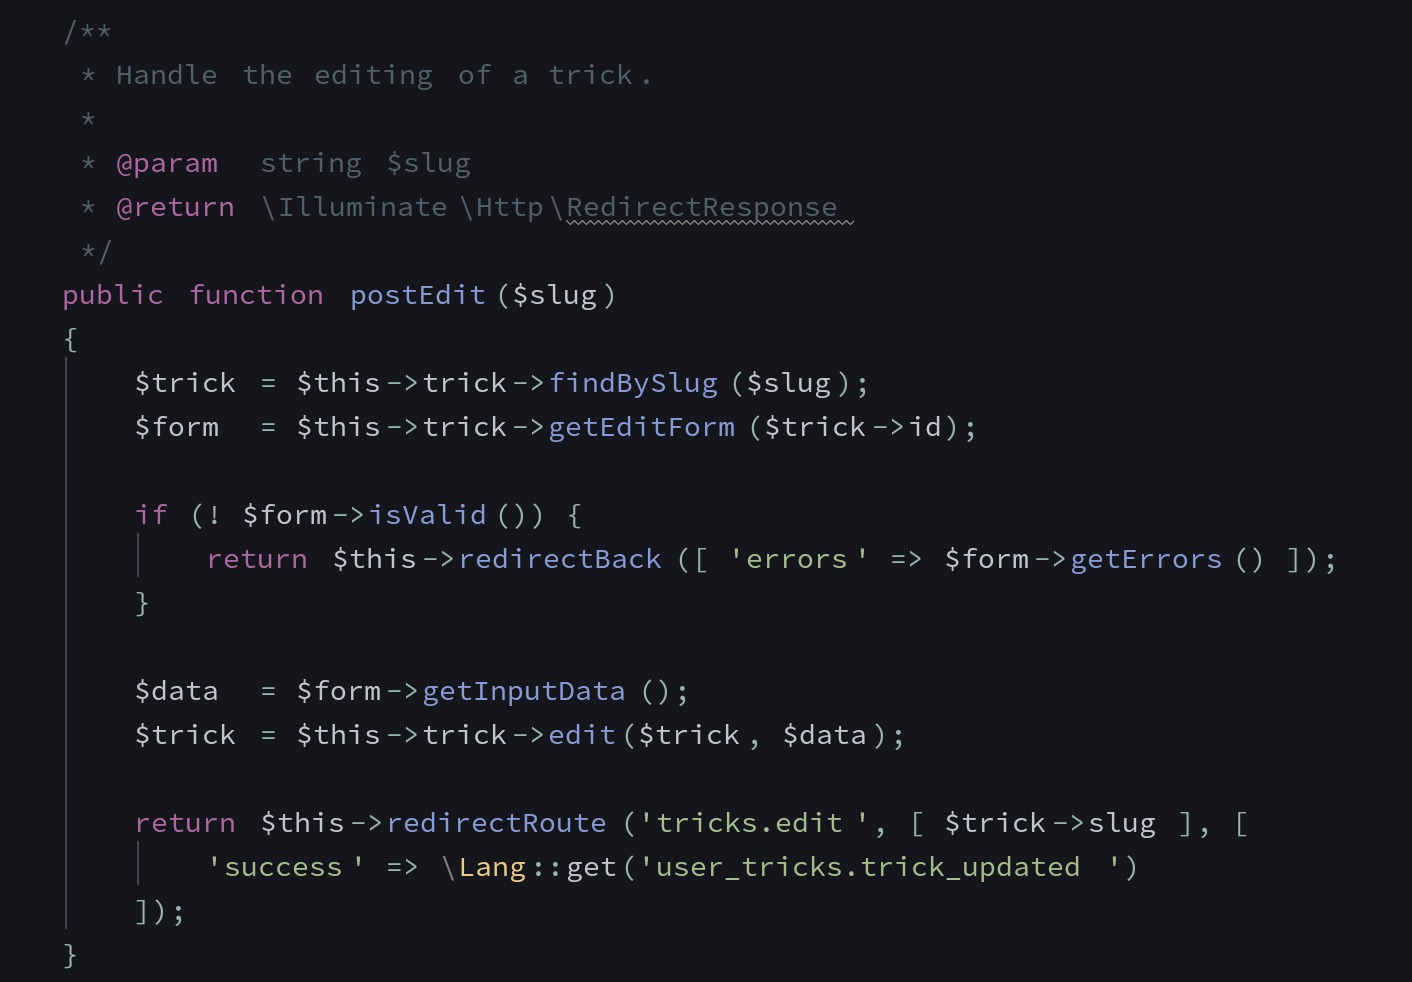 /**
 * Handle the editing of a trick.
 *
 * @param  string $slug
 * @return \Illuminate\Http\RedirectResponse
 */
public function postEdit($slug)
{
    $trick = $this->trick->findBySlug($slug);
    $form  = $this->trick->getEditForm($trick->id);

    if (! $form->isValid()) {
        return $this->redirectBack([ 'errors' => $form->getErrors() ]);
    }

    $data  = $form->getInputData();
    $trick = $this->trick->edit($trick, $data);

    return $this->redirectRoute('tricks.edit', [ $trick->slug ], [
        'success' => \Lang::get('user_tricks.trick_updated')
    ]);
}